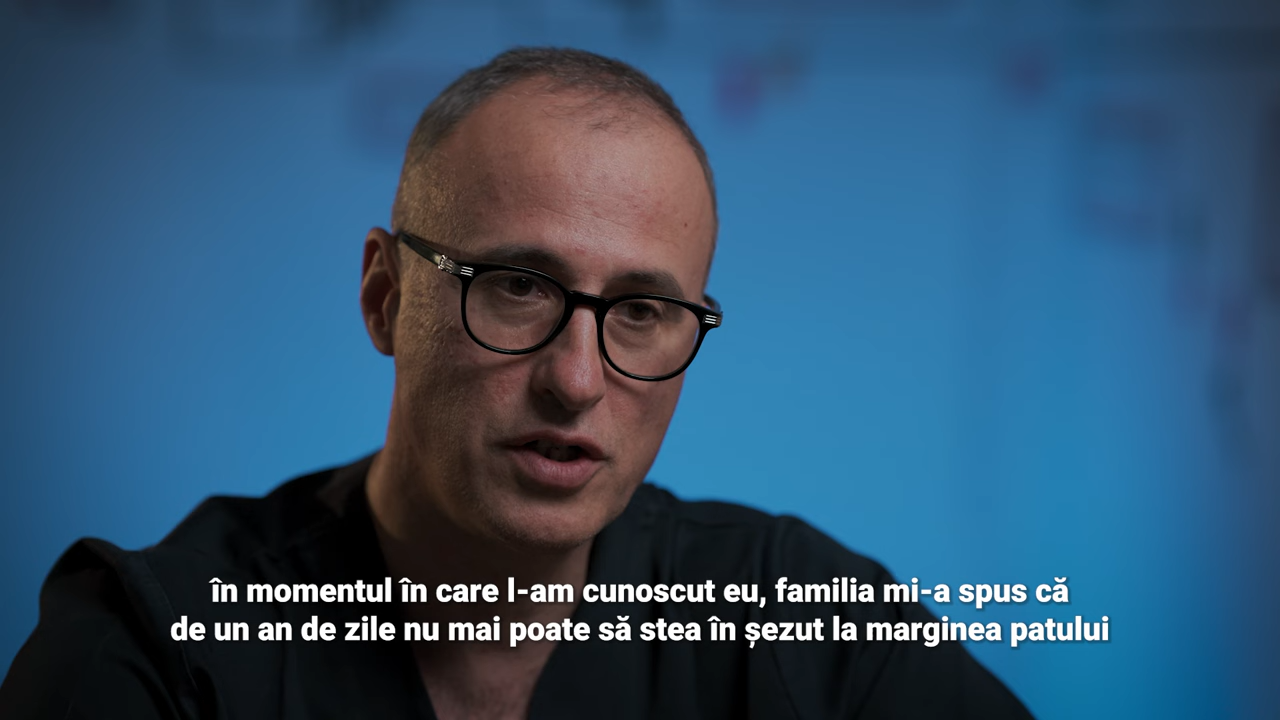 în momentul în care l-am cunoscut eu, familia mi-a spus că
de un an de zile nu mai poate să stea în șezut la marginea patului